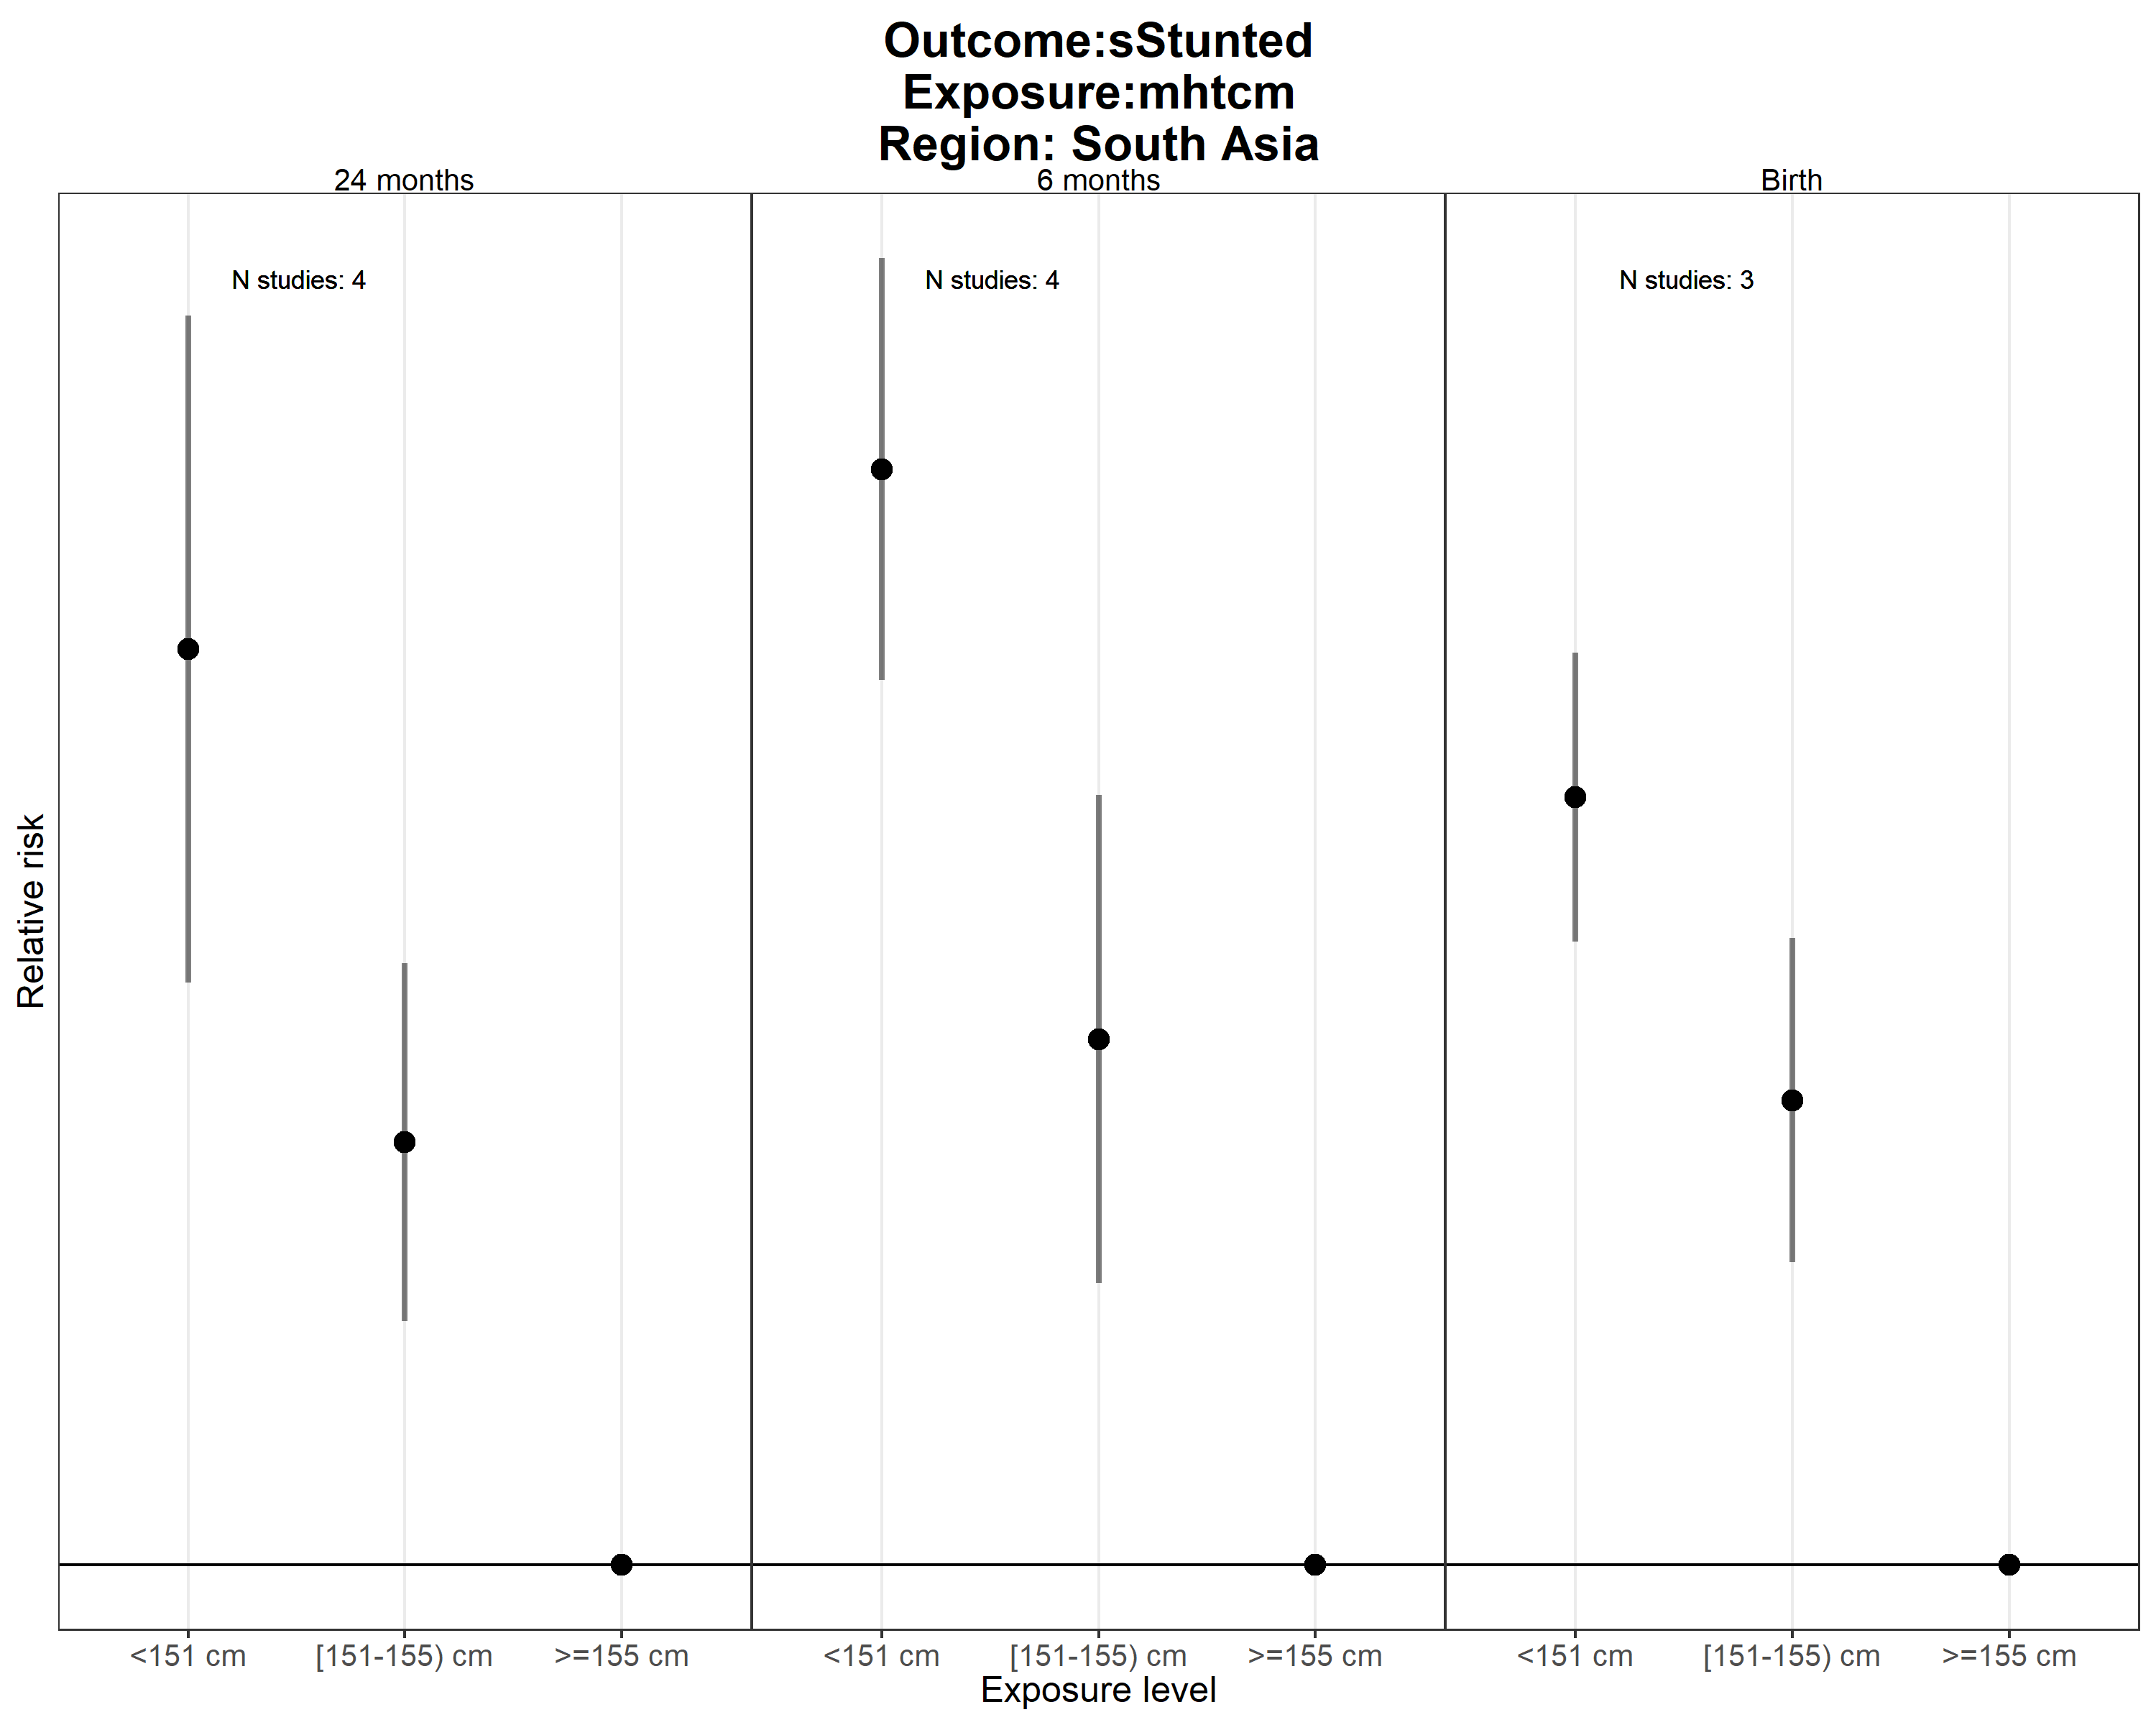 Outcome:sStunted
Exposure:mhtcm
Region: South Asia
24 months
6 months
Birth
N studies: 4
N studies: 4
N studies: 3
Relative risk
<151 cm
[151-155) cm
>=155 cm
<151 cm
[151-155) cm
>=155 cm
<151 cm
[151-155) cm
>=155 cm
Exposure level